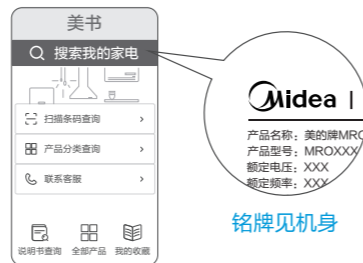 美书
搜索我的家电
扫描条码查询
产品分类查询
联系客服
说明书查询 全部产品 我的收藏
Midea
产品名称：美的牌MRO
产品型号：MROXXX
额定电压：XXX
额定频率：XXX
铭牌见机身